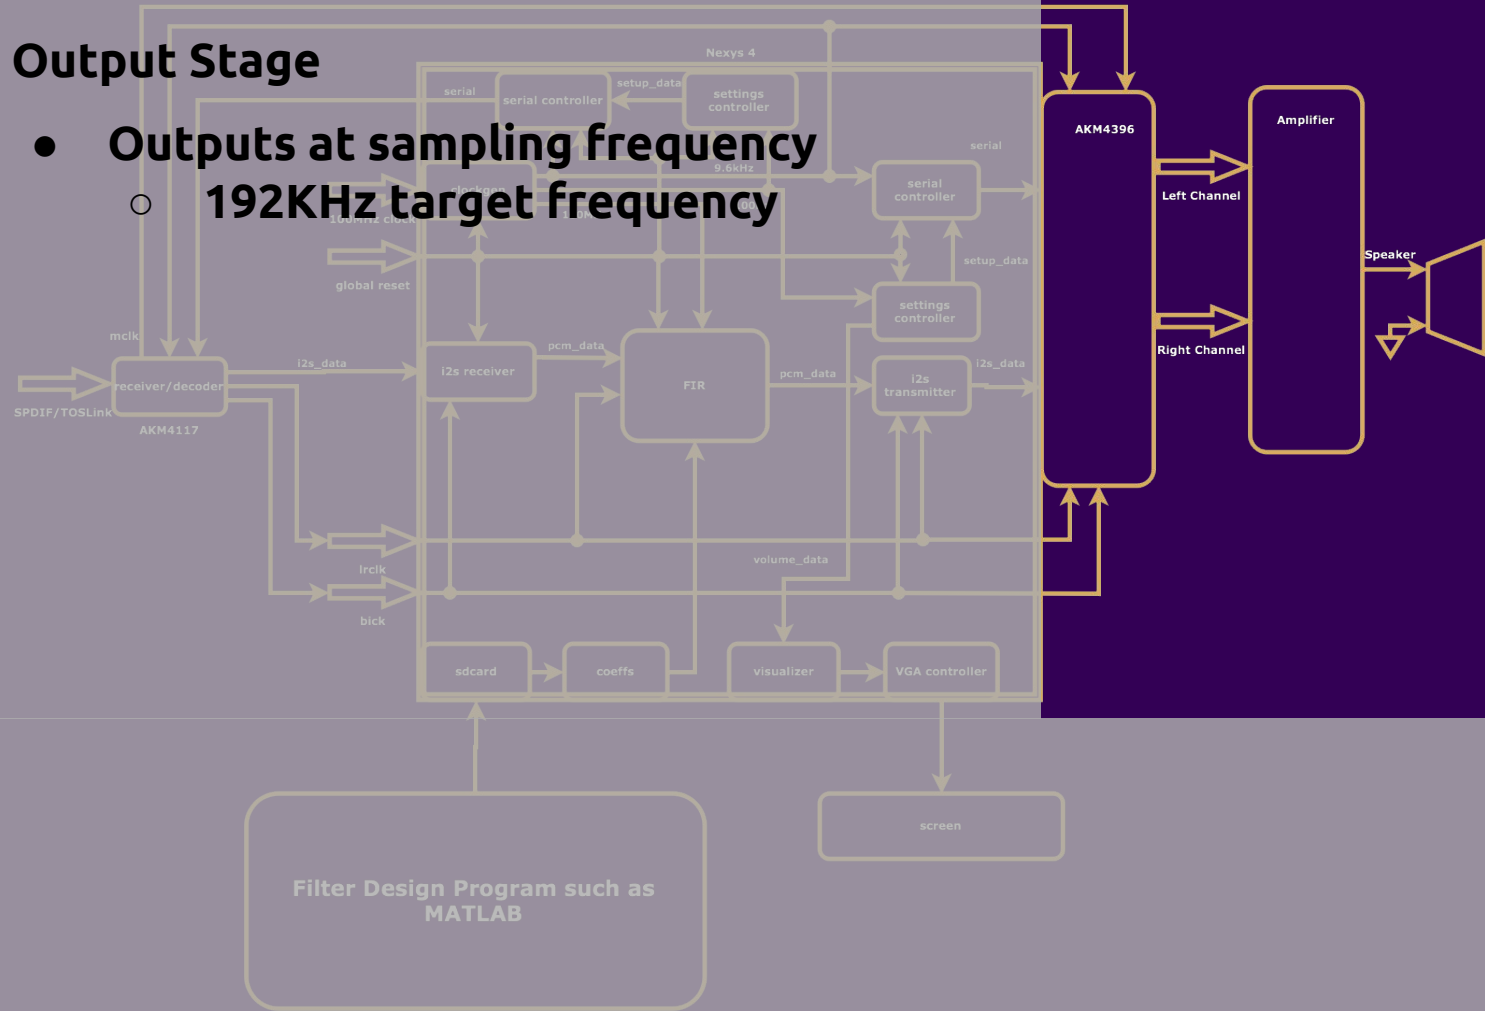 Output Stage
● Outputs at sampling frequency
○ 192KHz target frequency
Nexys 4
serial
serial controller
setup_data
settings
controller
9.6kHz
clockgen
100MHz clock
serial
serial
controller
setup_data
global reset
settings
controller
mclk
receiver/decoder
SPDIF/TOSLink
AKM4117
i2s_data
i2s receiver
pcm_data
FIR
pcm_data
i2s
transmitter
i2s_data
lrclk
bick
volume_data
sdcard
coeffs
visualizer
VGA controller
AKM4396
Left Channel
Right Channel
Amplifier
Speaker
screen
Filter Design Program such as
MATLAB